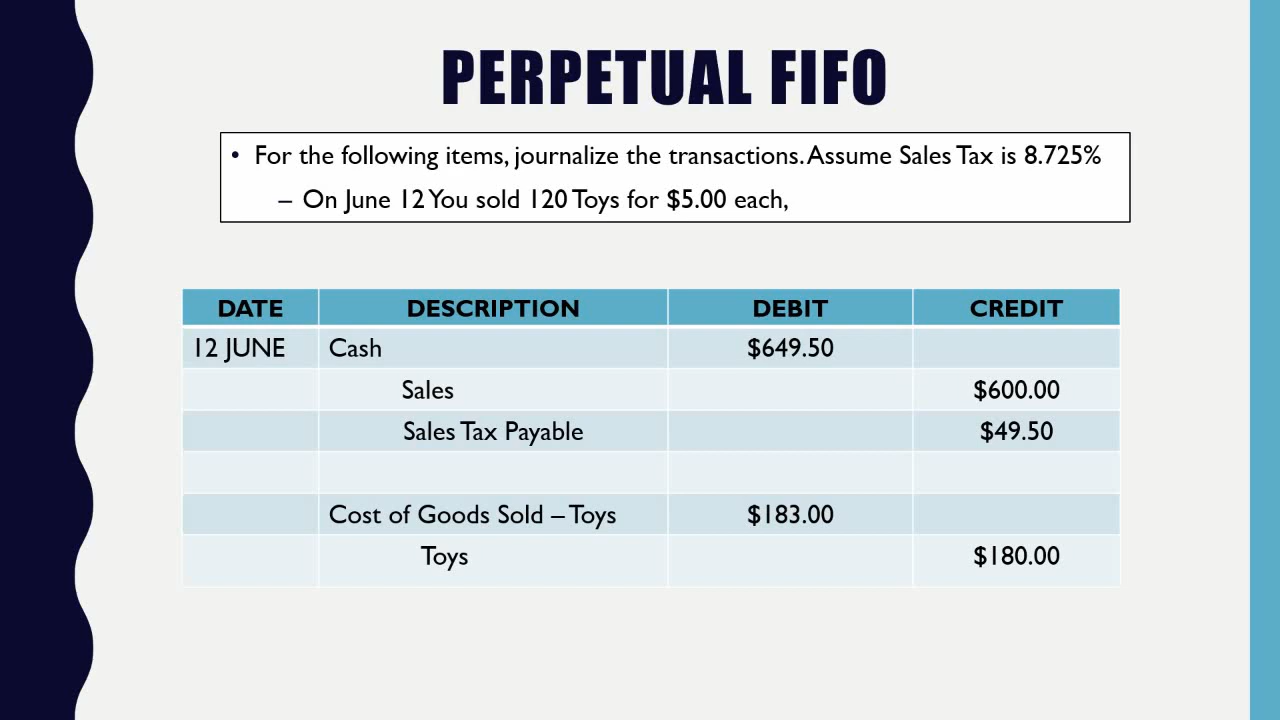 PERPETUAL FIFO
• For the following items, journalize the transactions. Assume Sales Tax is 8.725%
– On June 12 You sold 120 Toys for $5.00 each,
DATE DESCRIPTION DEBIT CREDIT
12 JUNE Cash $649.50
Sales $600.00
Sales Tax Payable $49.50
Cost of Goods Sold – Toys $183.00
Toys $180.00